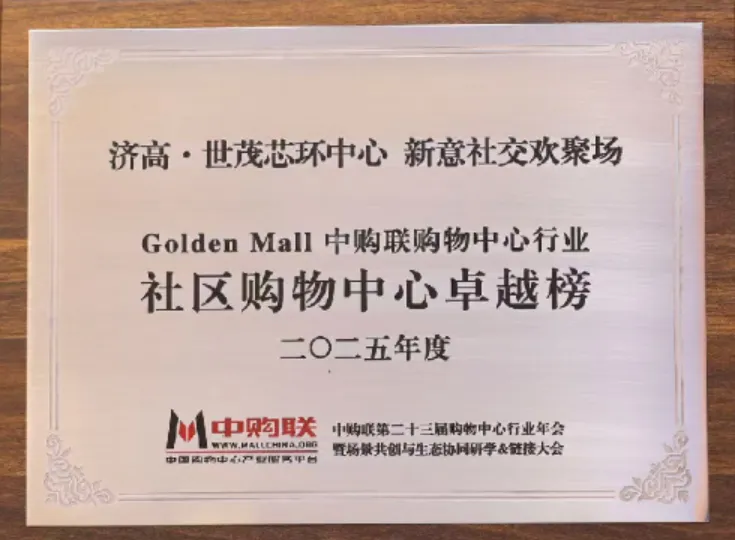 济高·世茂芯环中心 新意社交欢聚场
Golden Mall 中购联购物中心行业
社区购物中心卓越榜
二〇二五年度
中购联
WWW.MALLCHINA.ORG
中国购物中心产业服务平台
中购联第二十三届购物中心行业年会
暨场景共创与生态协同研学&链接大会